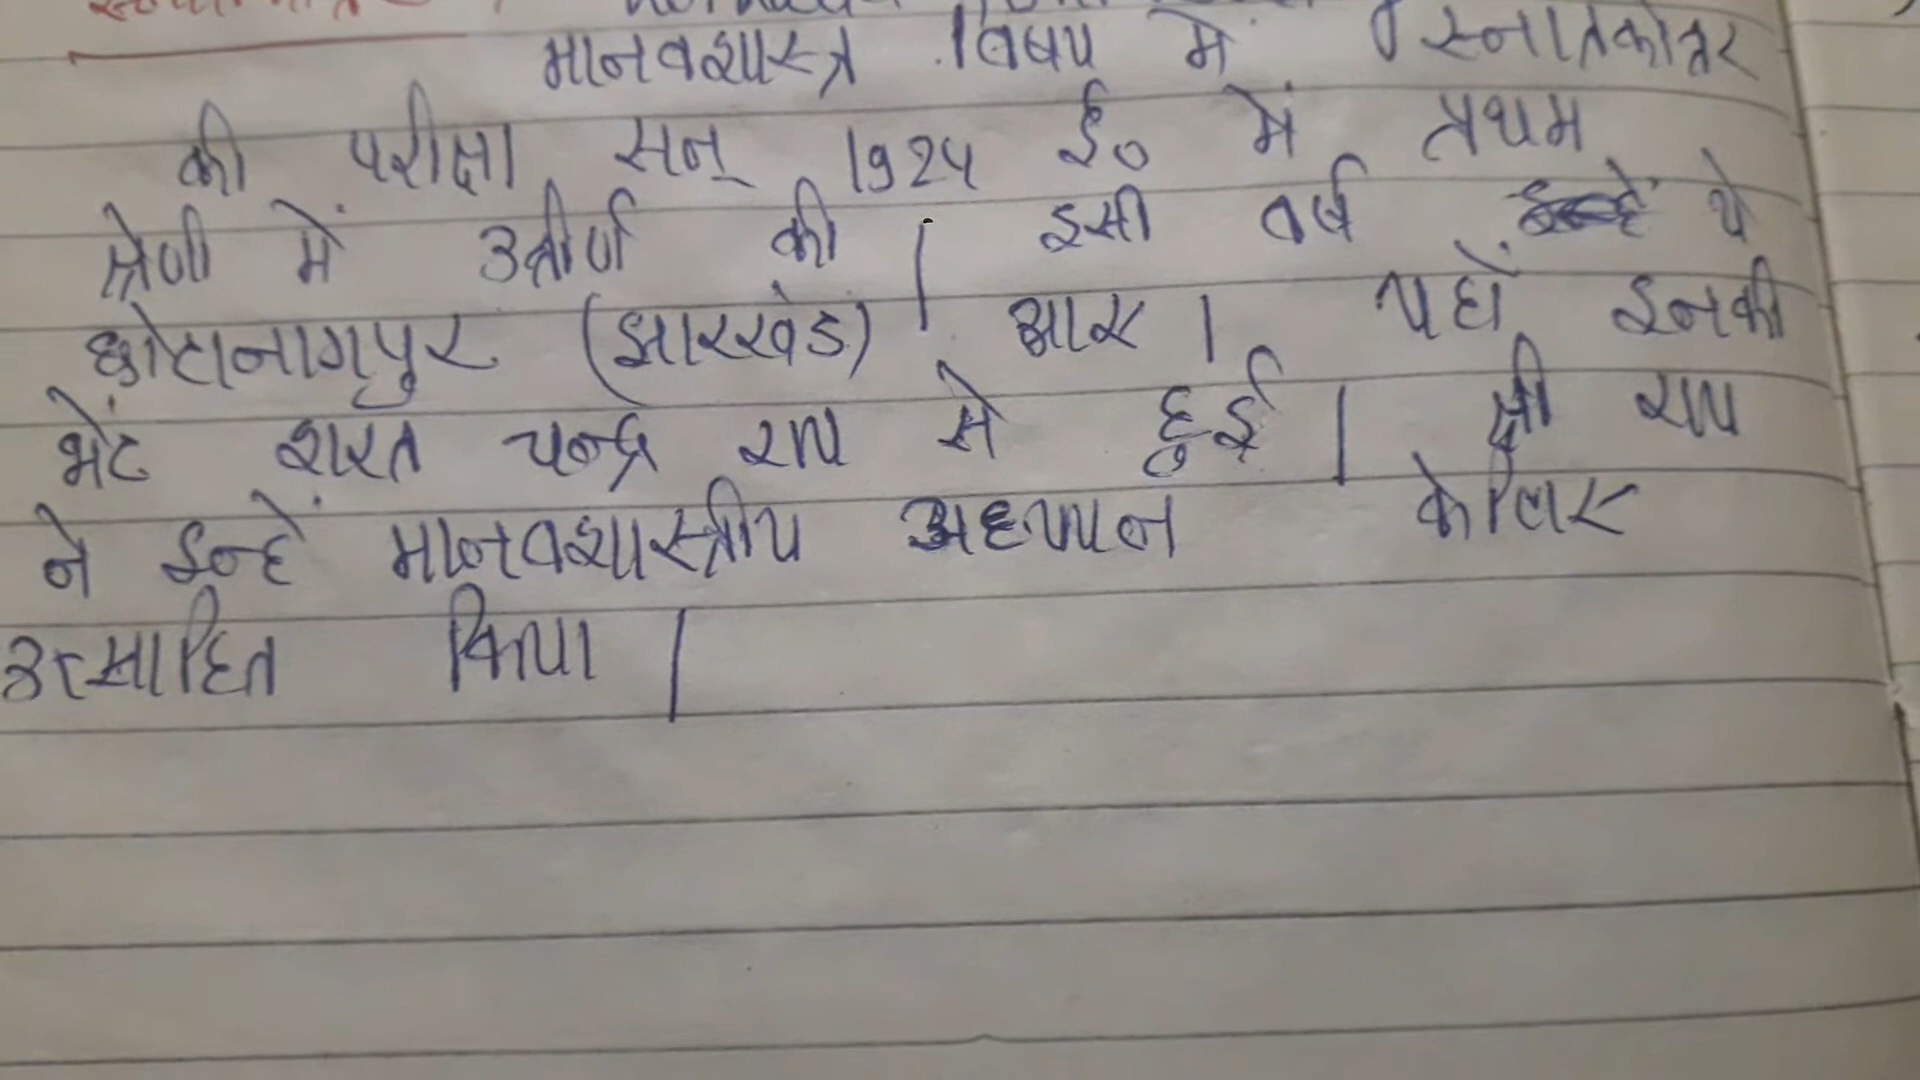 मानवशास्त्र विषय में स्नातकोत्तर
की परीक्षा सन् 1924 ई० में प्रथम
श्रेणी में उत्तीर्ण की | इसी वर्ष ये
छोटानागपुर (झारखंड) आए । यहाँ इनकी
भेंट शरत चन्द्र राय से हुई | श्री राय
ने इन्हें मानवशास्त्रीय अध्ययन केलिए
उत्साहित किया |